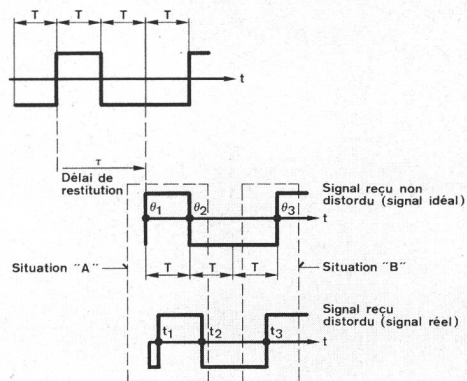 T T T T
t
τ
Délai de
restitution
Signal reçu non
distordu (signal idéal)
θ1 θ2 θ3
t
T T T
Situation "A"
Situation "B"
Signal reçu
distordu (signal réel)
t1 t2 t3
t